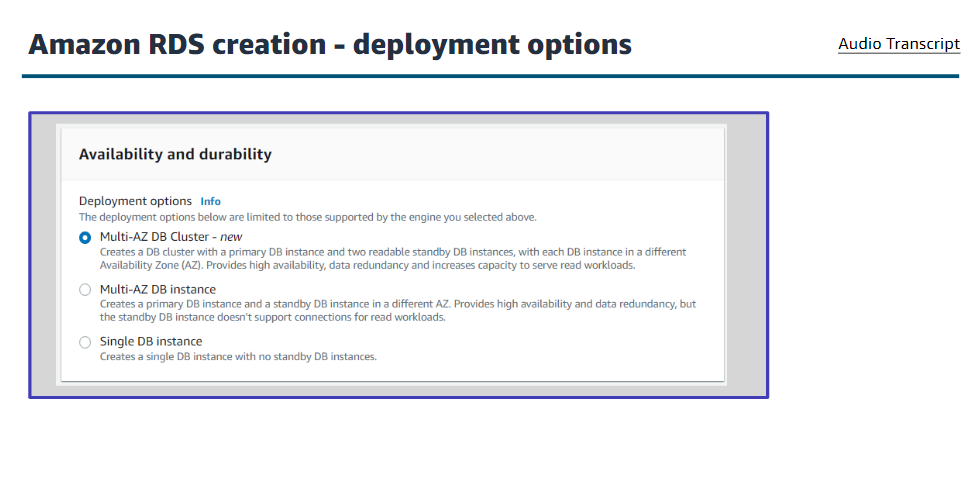 Amazon RDS creation - deployment options
Audio Transcript
Availability and durability
Deployment options Info
The deployment options below are limited to those supported by the engine you selected above.
Multi-AZ DB Cluster - new
Creates a DB cluster with a primary DB instance and two readable standby DB instances, with each DB instance in a different
Availability Zone (AZ). Provides high availability, data redundancy and increases capacity to serve read workloads.
Multi-AZ DB instance
Creates a primary DB instance and a standby DB instance in a different AZ. Provides high availability and data redundancy, but
the standby DB instance doesn't support connections for read workloads.
Single DB instance
Creates a single DB instance with no standby DB instances.